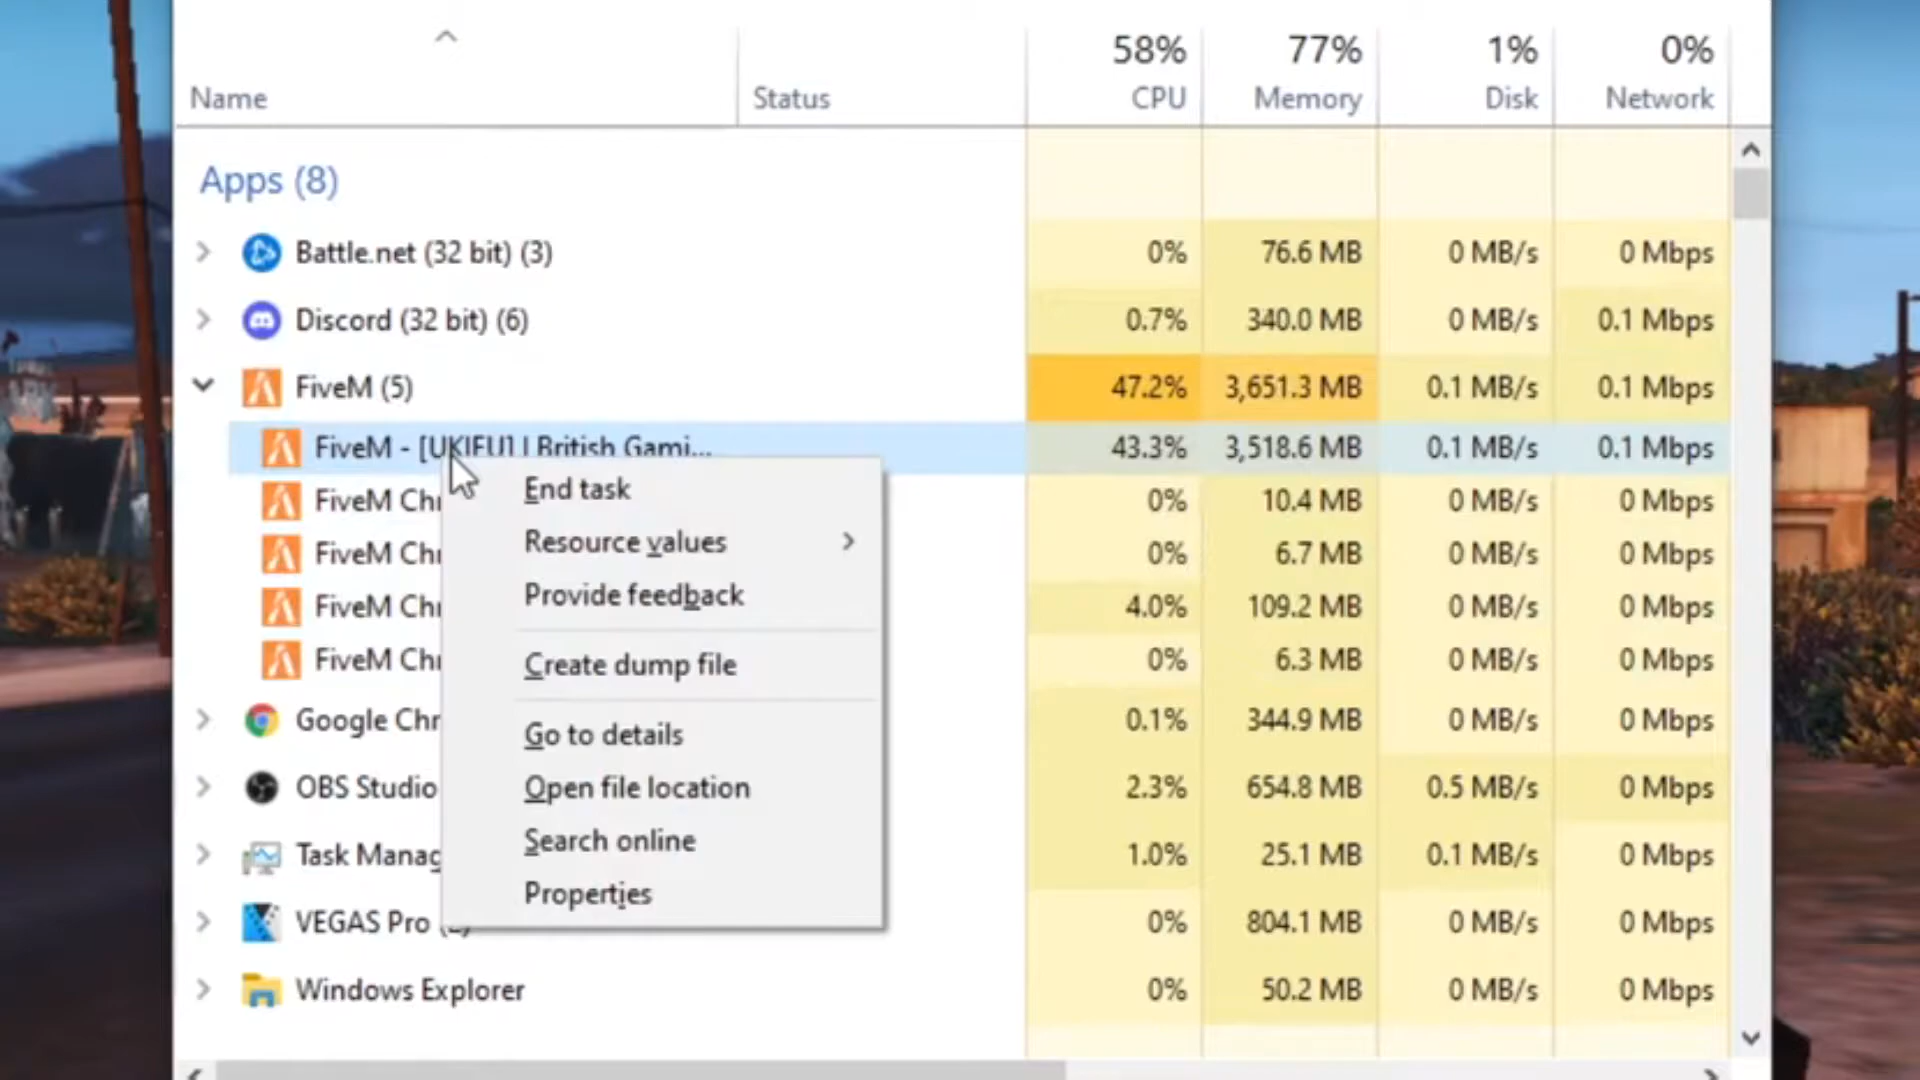 58% 77% 1% 0%
Name Status CPU Memory Disk Network
Apps (8)
Battle.net (32 bit) (3) 0% 76.6 MB 0 MB/s 0 Mbps
Discord (32 bit) (6) 0.7% 340.0 MB 0 MB/s 0.1 Mbps
FiveM (5) 47.2% 3,651.3 MB 0.1 MB/s 0.1 Mbps
FiveM - [UKIFU] | British Gami... 43.3% 3,518.6 MB 0.1 MB/s 0.1 Mbps
End task
FiveM Chr 0% 10.4 MB 0 MB/s 0 Mbps
Resource values
FiveM Chr 0% 6.7 MB 0 MB/s 0 Mbps
Provide feedback
FiveM Chr 4.0% 109.2 MB 0 MB/s 0 Mbps
Create dump file
FiveM Chr 0% 6.3 MB 0 MB/s 0 Mbps
Google Chr 0.1% 344.9 MB 0 MB/s 0 Mbps
Go to details
OBS Studio 2.3% 654.8 MB 0.5 MB/s 0 Mbps
Open file location
Search online
Task Manag 1.0% 25.1 MB 0.1 MB/s 0 Mbps
Properties
VEGAS Pro 0% 804.1 MB 0 MB/s 0 Mbps
Windows Explorer 0% 50.2 MB 0 MB/s 0 Mbps